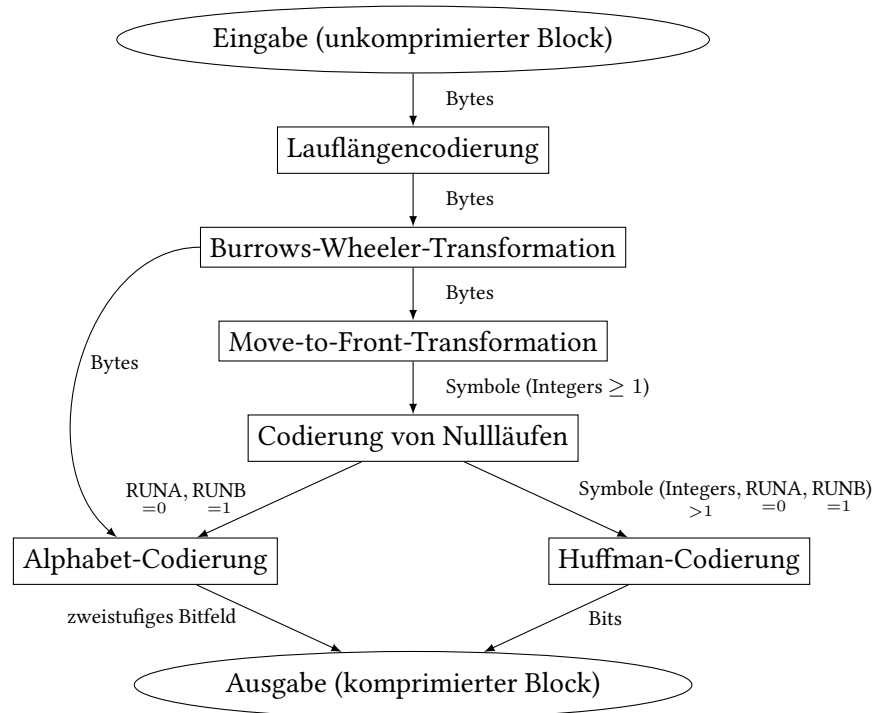 Eingabe (unkomprimierter Block)
Bytes
Lauflängencodierung
Bytes
Burrows-Wheeler-Transformation
Bytes
Move-to-Front-Transformation
Bytes
Symbole (Integers ≥ 1)
Codierung von Nullläufen
RUNA, RUNB
=0 =1
Symbole (Integers, RUNA, RUNB)
>1 =0 =1
Alphabet-Codierung
Huffman-Codierung
zweistufiges Bitfeld
Bits
Ausgabe (komprimierter Block)